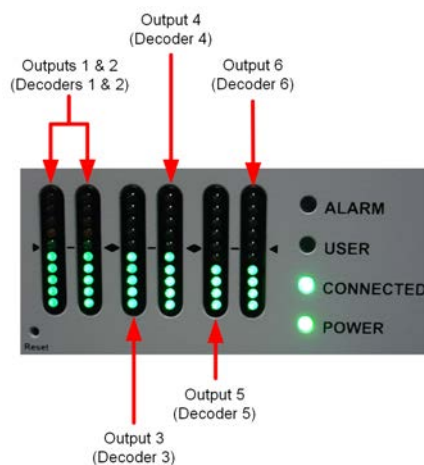 Output 4
(Decoder 4)
Outputs 1 & 2
(Decoders 1 & 2)
Output 6
(Decoder 6)
ALARM
USER
CONNECTED
POWER
Reset
Output 5
(Decoder 5)
Output 3
(Decoder 3)